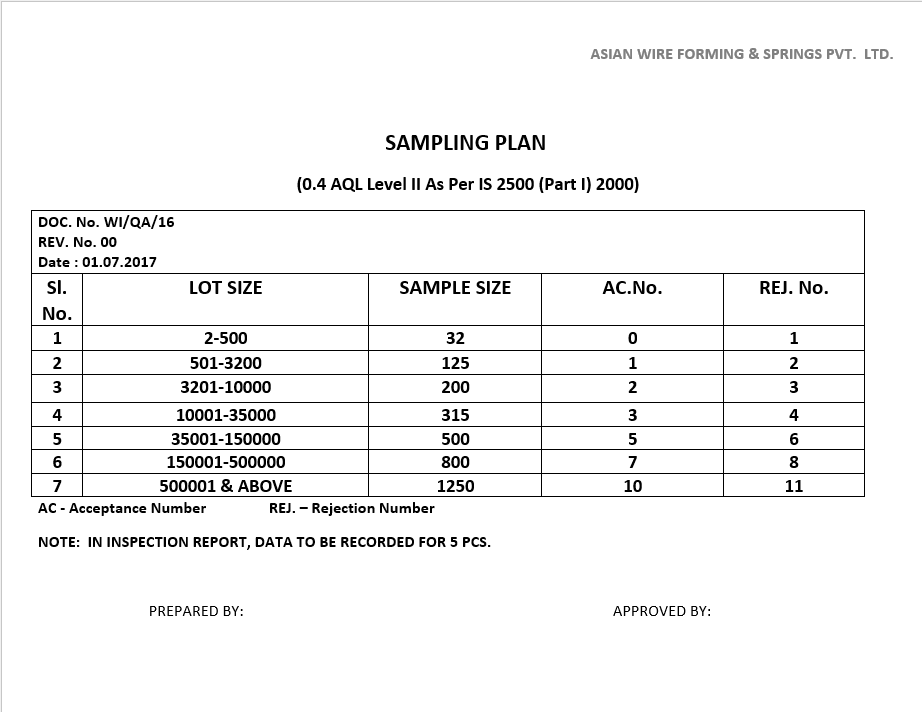 ASIAN WIRE FORMING & SPRINGS PVT.  LTD.
SAMPLING PLAN
(0.4 AQL Level II As Per IS 2500 (Part I) 2000)
DOC. No. WI/QA/16
REV. No. 00
Date : 01.07.2017
Sl. No. LOT SIZE SAMPLE SIZE AC.No. REJ. No.
1 2-500 32 0 1
2 501-3200 125 1 2
3 3201-10000 200 2 3
4 10001-35000 315 3 4
5 35001-150000 500 5 6
6 150001-500000 800 7 8
7 500001 & ABOVE 1250 10 11
AC - Acceptance Number REJ. – Rejection Number
NOTE:  IN INSPECTION REPORT, DATA TO BE RECORDED FOR 5 PCS.
PREPARED BY: APPROVED BY: